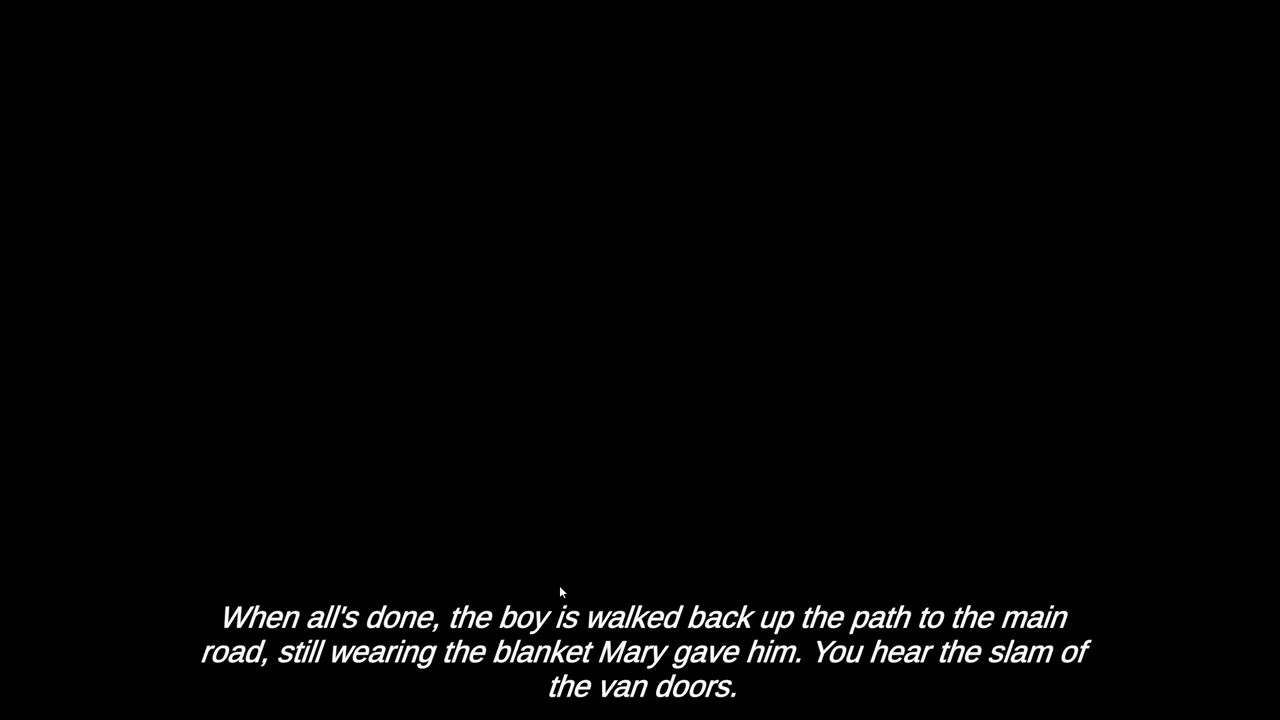 When all's done, the boy is walked back up the path to the main
road, still wearing the blanket Mary gave him. You hear the slam of
the van doors.